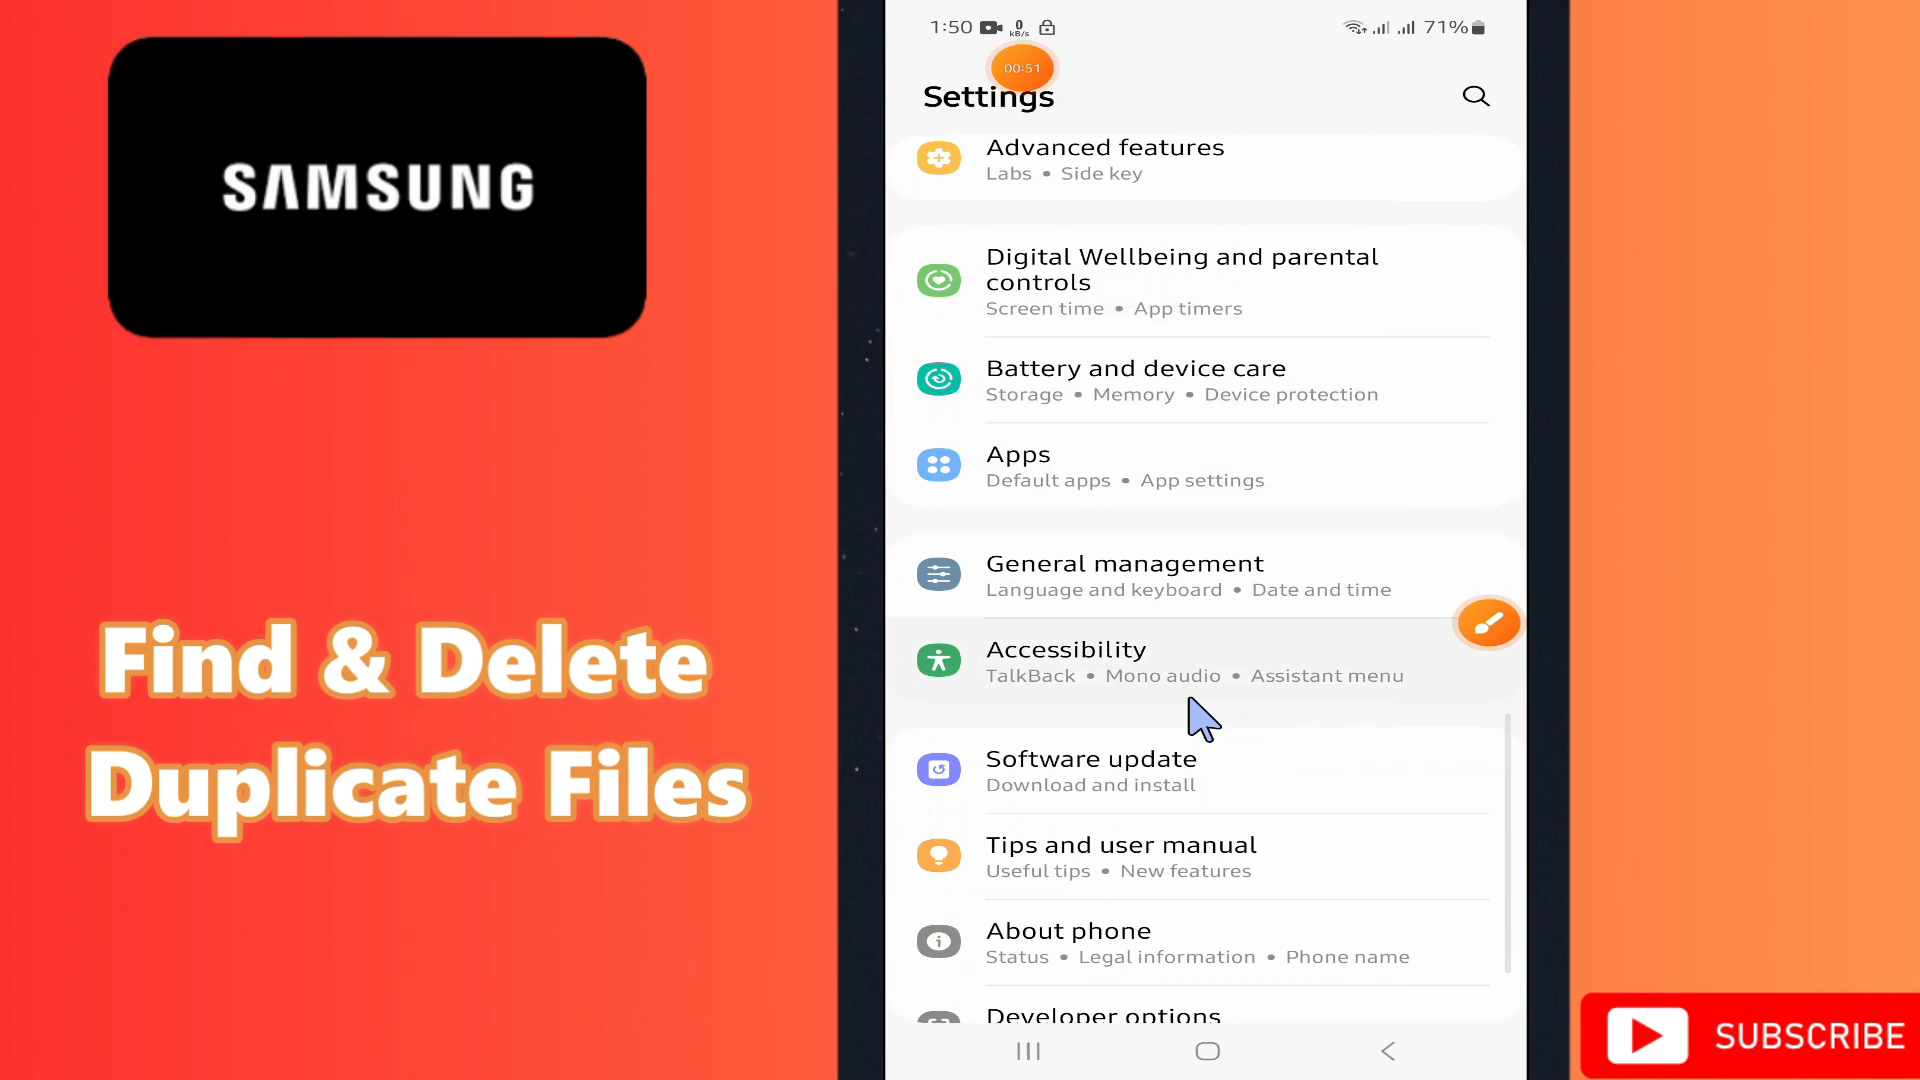 SAMSUNG
Find & Delete
Duplicate Files
1:50 0 kB/s 71%
00:51
Settings
Advanced features
Labs • Side key
Digital Wellbeing and parental
controls
Screen time • App timers
Battery and device care
Storage • Memory • Device protection
Apps
Default apps • App settings
General management
Language and keyboard • Date and time
Accessibility
TalkBack • Mono audio • Assistant menu
Software update
Download and install
Tips and user manual
Useful tips • New features
About phone
Status • Legal information • Phone name
Developer options
SUBSCRIBE